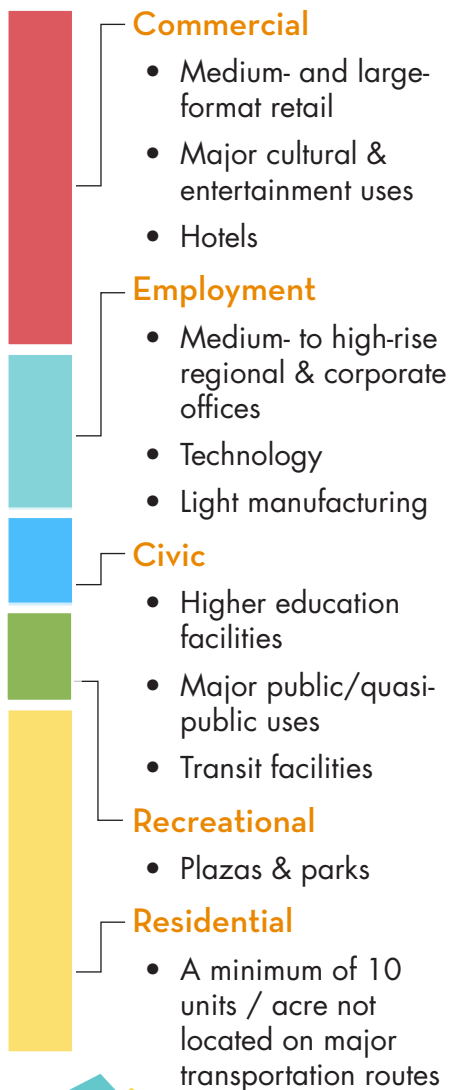 Commercial
• Medium- and large-
format retail
• Major cultural &
entertainment uses
• Hotels
Employment
• Medium- to high-rise
regional & corporate
offices
• Technology
• Light manufacturing
Civic
• Higher education
facilities
• Major public/quasi-
public uses
• Transit facilities
Recreational
• Plazas & parks
Residential
• A minimum of 10
units / acre not
located on major
transportation routes